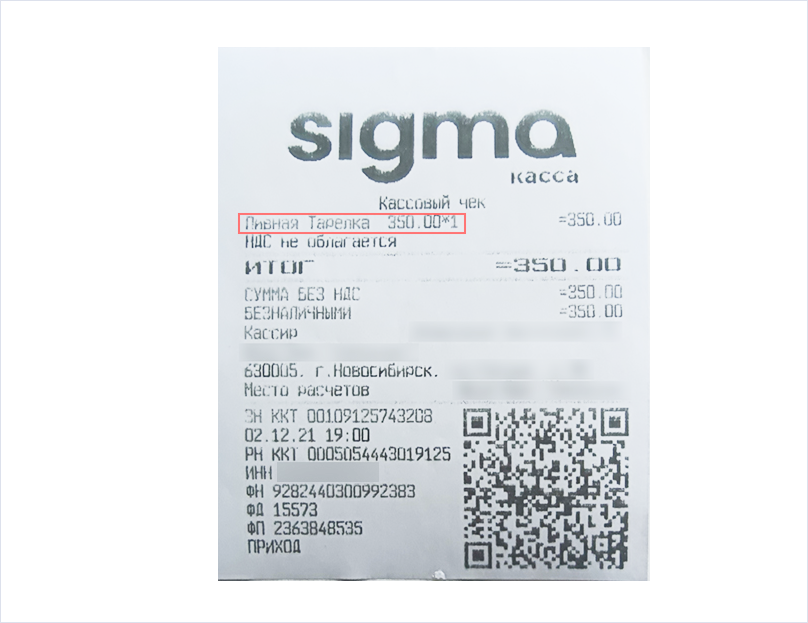 sigma
касса
Кассовый чек
Пивная Тарелка 350.00*1 =350.00
НДС не облагается
ИТОГ =350.00
СУММА БЕЗ НДС =350.00
БЕЗНАЛИЧНЫМИ =350.00
Кассир
630005. г.Новосибирск.
Место расчетов
ЗН ККТ 00109125743208
02.12.21 19:00
РН ККТ 0005054443019125
ИНН
ФН 9282440300992383
ФД 15573
ФП 2363848535
ПРИХОД